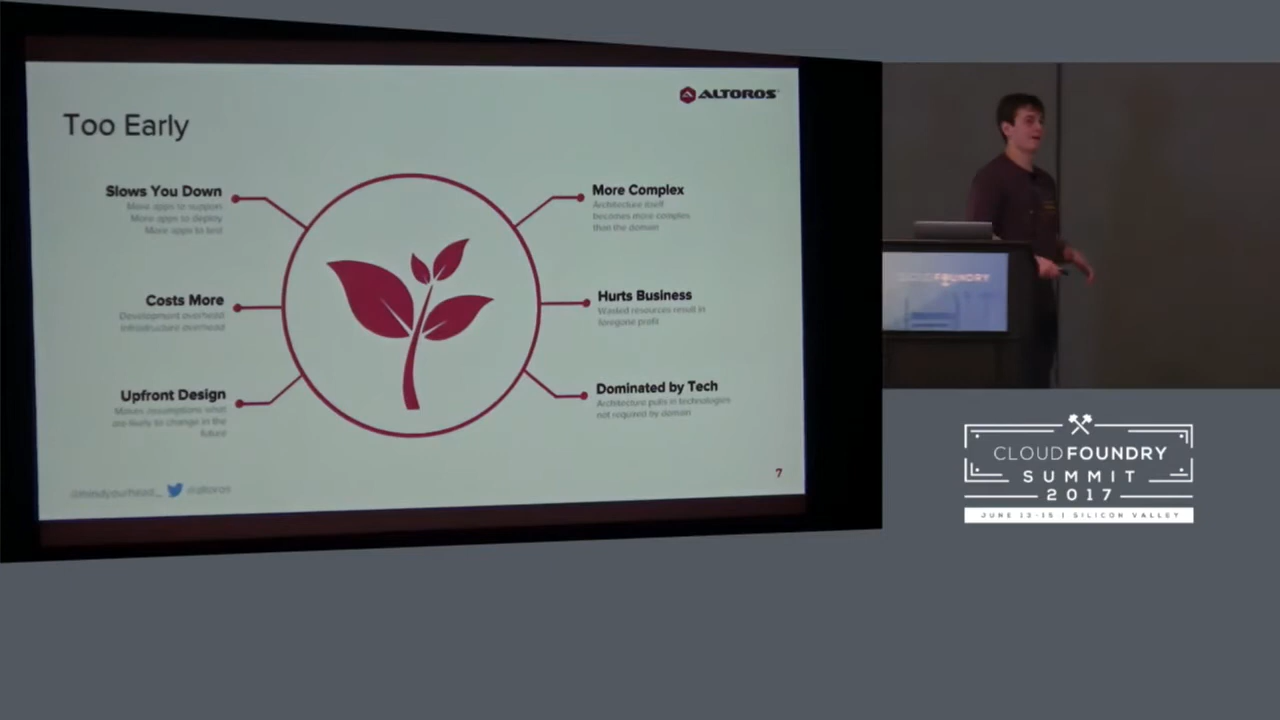 ALTOROS
Too Early
Slows You Down
More apps to support
More apps to deploy
More apps to test
Costs More
Development overhead
Infrastructure overhead
Upfront Design
Makes assumptions what
are likely to change in the
future
More Complex
Architecture itself
becomes more complex
than the domain
Hurts Business
Wasted resources result in
foregone profit
Dominated by Tech
Architecture pulls in technologies
not required by domain
@altoros
7
CLOUDFOUNDRY
CLOUDFOUNDRY
SUMMIT
2017
JUNE 13-15 | SILICON VALLEY